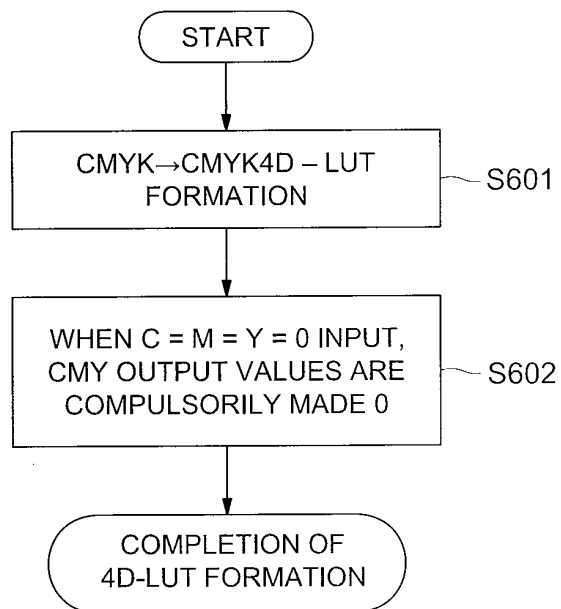 START
CMYK→CMYK4D – LUT
FORMATION
S601
WHEN C = M = Y = 0 INPUT,
CMY OUTPUT VALUES ARE
COMPULSORILY MADE 0
S602
COMPLETION OF
4D-LUT FORMATION